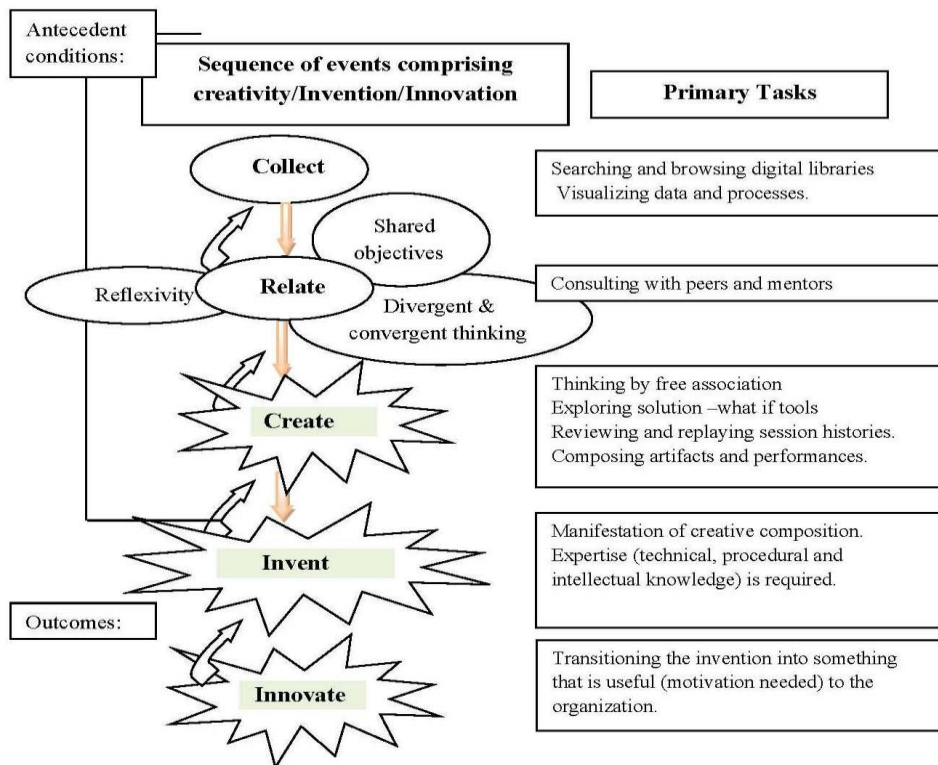 Antecedent
conditions:
Sequence of events comprising
creativity/Invention/Innovation
Primary Tasks
Collect
Searching and browsing digital libraries
Visualizing data and processes.
Shared
objectives
Reflexivity
Relate
Consulting with peers and mentors
Divergent &
convergent thinking
Create
Thinking by free association
Exploring solution –what if tools
Reviewing and replaying session histories.
Composing artifacts and performances.
Invent
Manifestation of creative composition.
Expertise (technical, procedural and
intellectual knowledge) is required.
Outcomes:
Innovate
Transitioning the invention into something
that is useful (motivation needed) to the
organization.